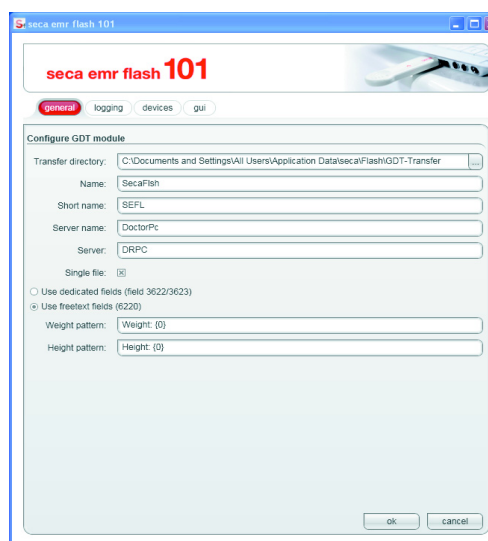 seca emr flash 101
seca emr flash 101
general logging devices gui
Configure GDT module
Transfer directory: C:\Documents and Settings\All Users\Application Data\seca\Flash\GDT-Transfer ...
Name: SecaFlsh
Short name: SEFL
Server name: DoctorPc
Server: DRPC
Single file:
Use dedicated fields (field 3622/3623)
Use freetext fields (6220)
Weight pattern: Weight: {0}
Height pattern: Height: {0}
ok cancel